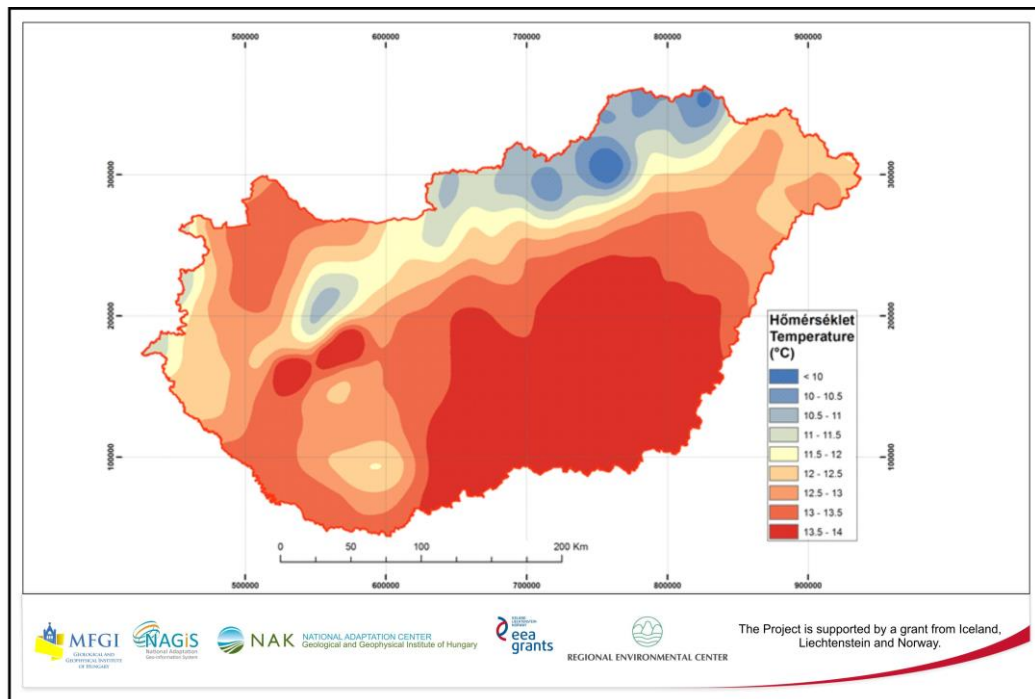 500000 600000 700000 800000 900000
300000 300000
200000 200000
100000 100000
Hőmérséklet
Temperature
(°C)
< 10
10 - 10.5
10.5 - 11
11 - 11.5
11.5 - 12
12 - 12.5
12.5 - 13
13 - 13.5
13.5 - 14
0 50 100 200 Km
500000 600000 700000 800000 900000
MFGI
GEOLOGICAL AND
GEOPHYSICAL INSTITUTE
OF HUNGARY
NAGiS
National Adaptation
Geo-information System
NAK
NATIONAL ADAPTATION CENTER
Geological and Geophysical Institute of Hungary
ICELAND
LIECHTENSTEIN
NORWAY
eea
grants
REGIONAL ENVIRONMENTAL CENTER
The Project is supported by a grant from Iceland,
Liechtenstein and Norway.